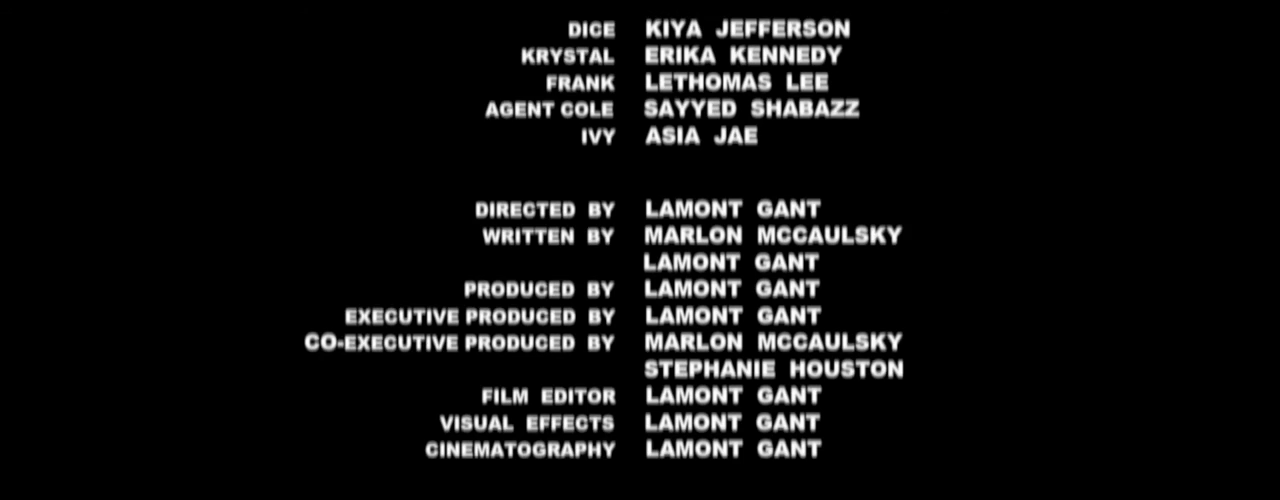 DICE KIYA JEFFERSON
KRYSTAL ERIKA KENNEDY
FRANK LETHOMAS LEE
AGENT COLE SAYYED SHABAZZ
IVY ASIA JAE
DIRECTED BY LAMONT GANT
WRITTEN BY MARLON MCCAULSKY
LAMONT GANT
PRODUCED BY LAMONT GANT
EXECUTIVE PRODUCED BY LAMONT GANT
CO-EXECUTIVE PRODUCED BY MARLON MCCAULSKY
STEPHANIE HOUSTON
FILM EDITOR LAMONT GANT
VISUAL EFFECTS LAMONT GANT
CINEMATOGRAPHY LAMONT GANT